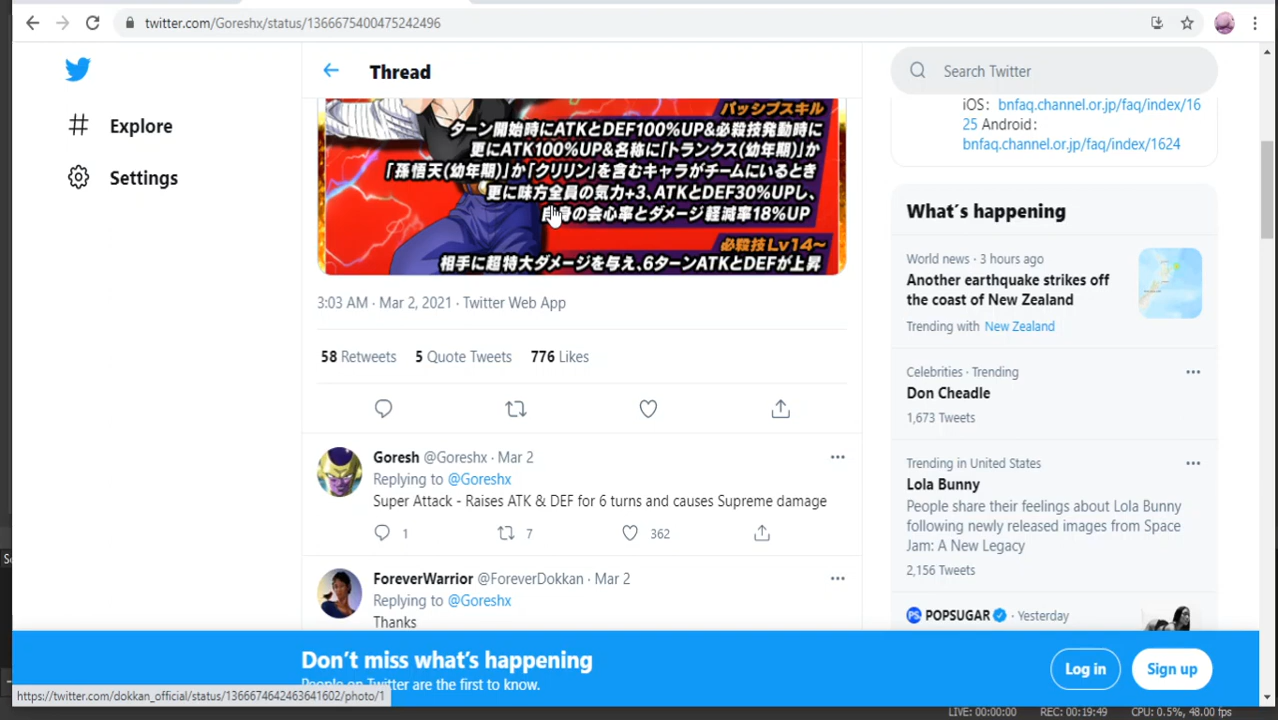 twitter.com/Goreshx/status/1366675400475242496
Explore
Settings
Thread
パッシブスキル
ターン開始時にATKとDEF100%UP&必殺技発動時に
更にATK100%UP&名称に「トランクス(幼年期)」か
「孫悟天(幼年期)」か「クリリン」を含むキャラがチームにいるとき
更に味方全員の気力+3、ATKとDEF30%UPし、
自身の会心率とダメージ軽減率18%UP
必殺技Lv14~
相手に超特大ダメージを与え、6ターンATKとDEFが上昇
3:03 AM · Mar 2, 2021 · Twitter Web App
58 Retweets 5 Quote Tweets 776 Likes
Goresh @Goreshx · Mar 2
Replying to @Goreshx
Super Attack - Raises ATK & DEF for 6 turns and causes Supreme damage
1 7 362
ForeverWarrior @ForeverDokkan · Mar 2
Replying to @Goreshx
Thanks
Search Twitter
iOS: bnfaq.channel.or.jp/faq/index/16
25 Android:
bnfaq.channel.or.jp/faq/index/1624
What's happening
World news · 3 hours ago
Another earthquake strikes off
the coast of New Zealand
Trending with New Zealand
Celebrities · Trending
Don Cheadle
1,673 Tweets
Trending in United States
Lola Bunny
People share their feelings about Lola Bunny
following newly released images from Space
Jam: A New Legacy
2,156 Tweets
POPSUGAR · Yesterday
Don't miss what's happening
People on Twitter are the first to know.
Log in
Sign up
https://twitter.com/dokkan_official/status/1366674642463641602/photo/1
LIVE: 00:00:00 REC: 00:19:49 CPU: 0.5%, 48.00 fps